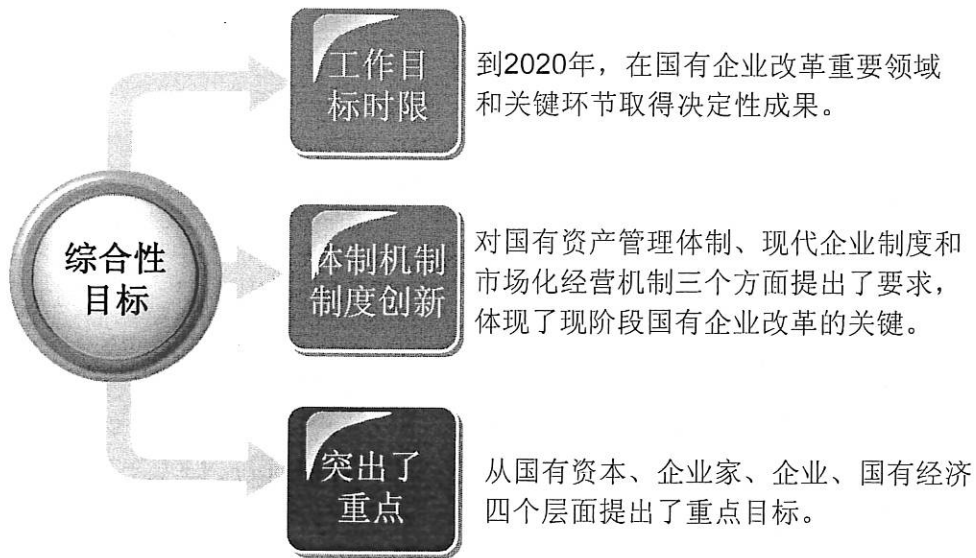 综合性
目标
工作目
标时限
到2020年，在国有企业改革重要领域
和关键环节取得决定性成果。
体制机制
制度创新
对国有资产管理体制、现代企业制度和
市场化经营机制三个方面提出了要求，
体现了现阶段国有企业改革的关键。
突出了
重点
从国有资本、企业家、企业、国有经济
四个层面提出了重点目标。